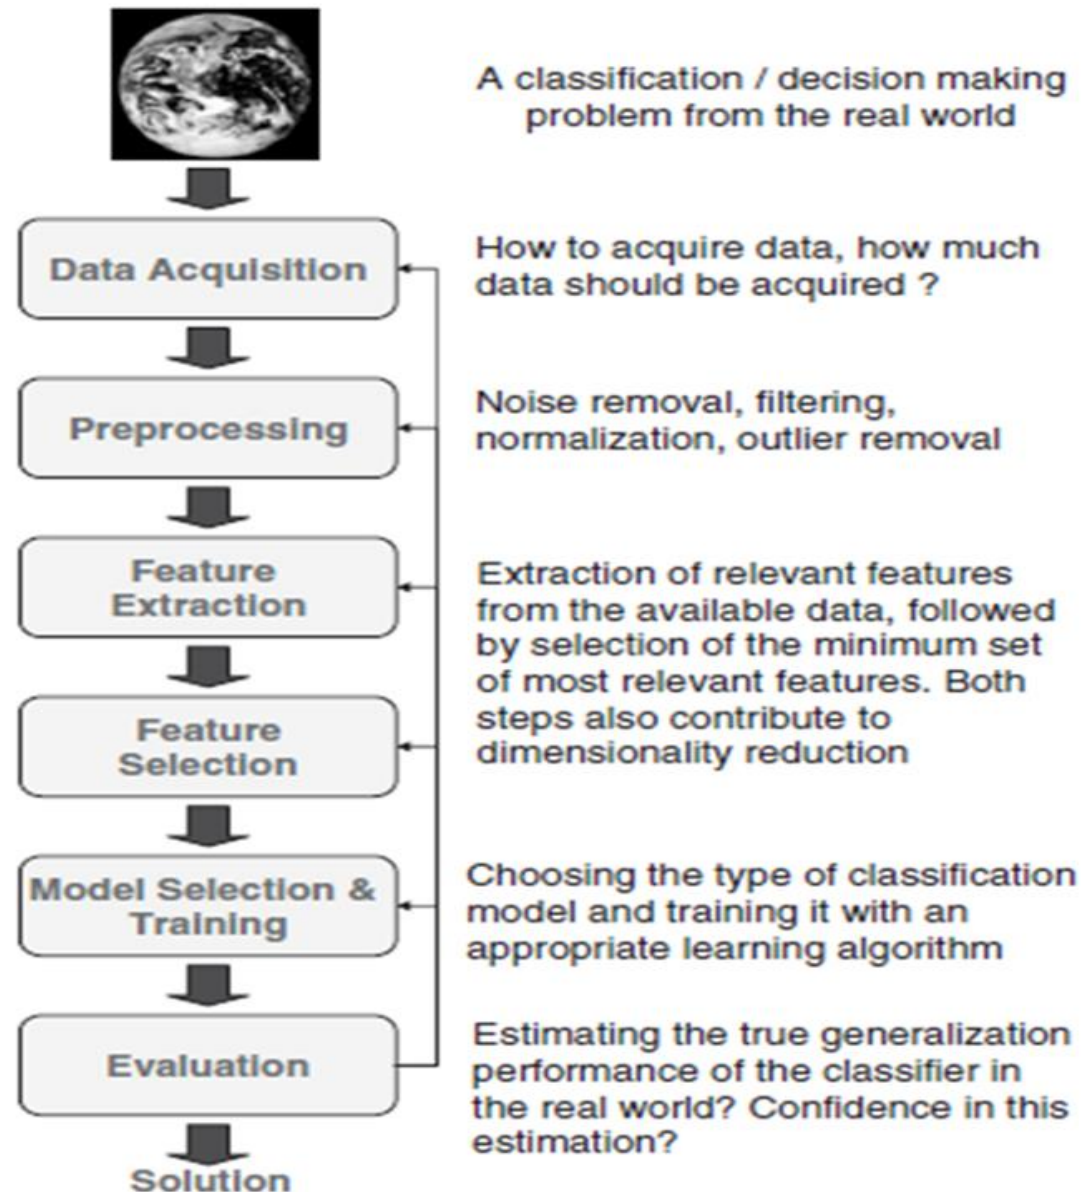 A classification / decision making
problem from the real world
Data Acquisition
How to acquire data, how much
data should be acquired ?
Preprocessing
Noise removal, filtering,
normalization, outlier removal
Feature
Extraction
Extraction of relevant features
from the available data, followed
by selection of the minimum set
of most relevant features. Both
steps also contribute to
dimensionality reduction
Feature
Selection
Model Selection &
Training
Choosing the type of classification
model and training it with an
appropriate learning algorithm
Evaluation
Estimating the true generalization
performance of the classifier in
the real world? Confidence in this
estimation?
Solution